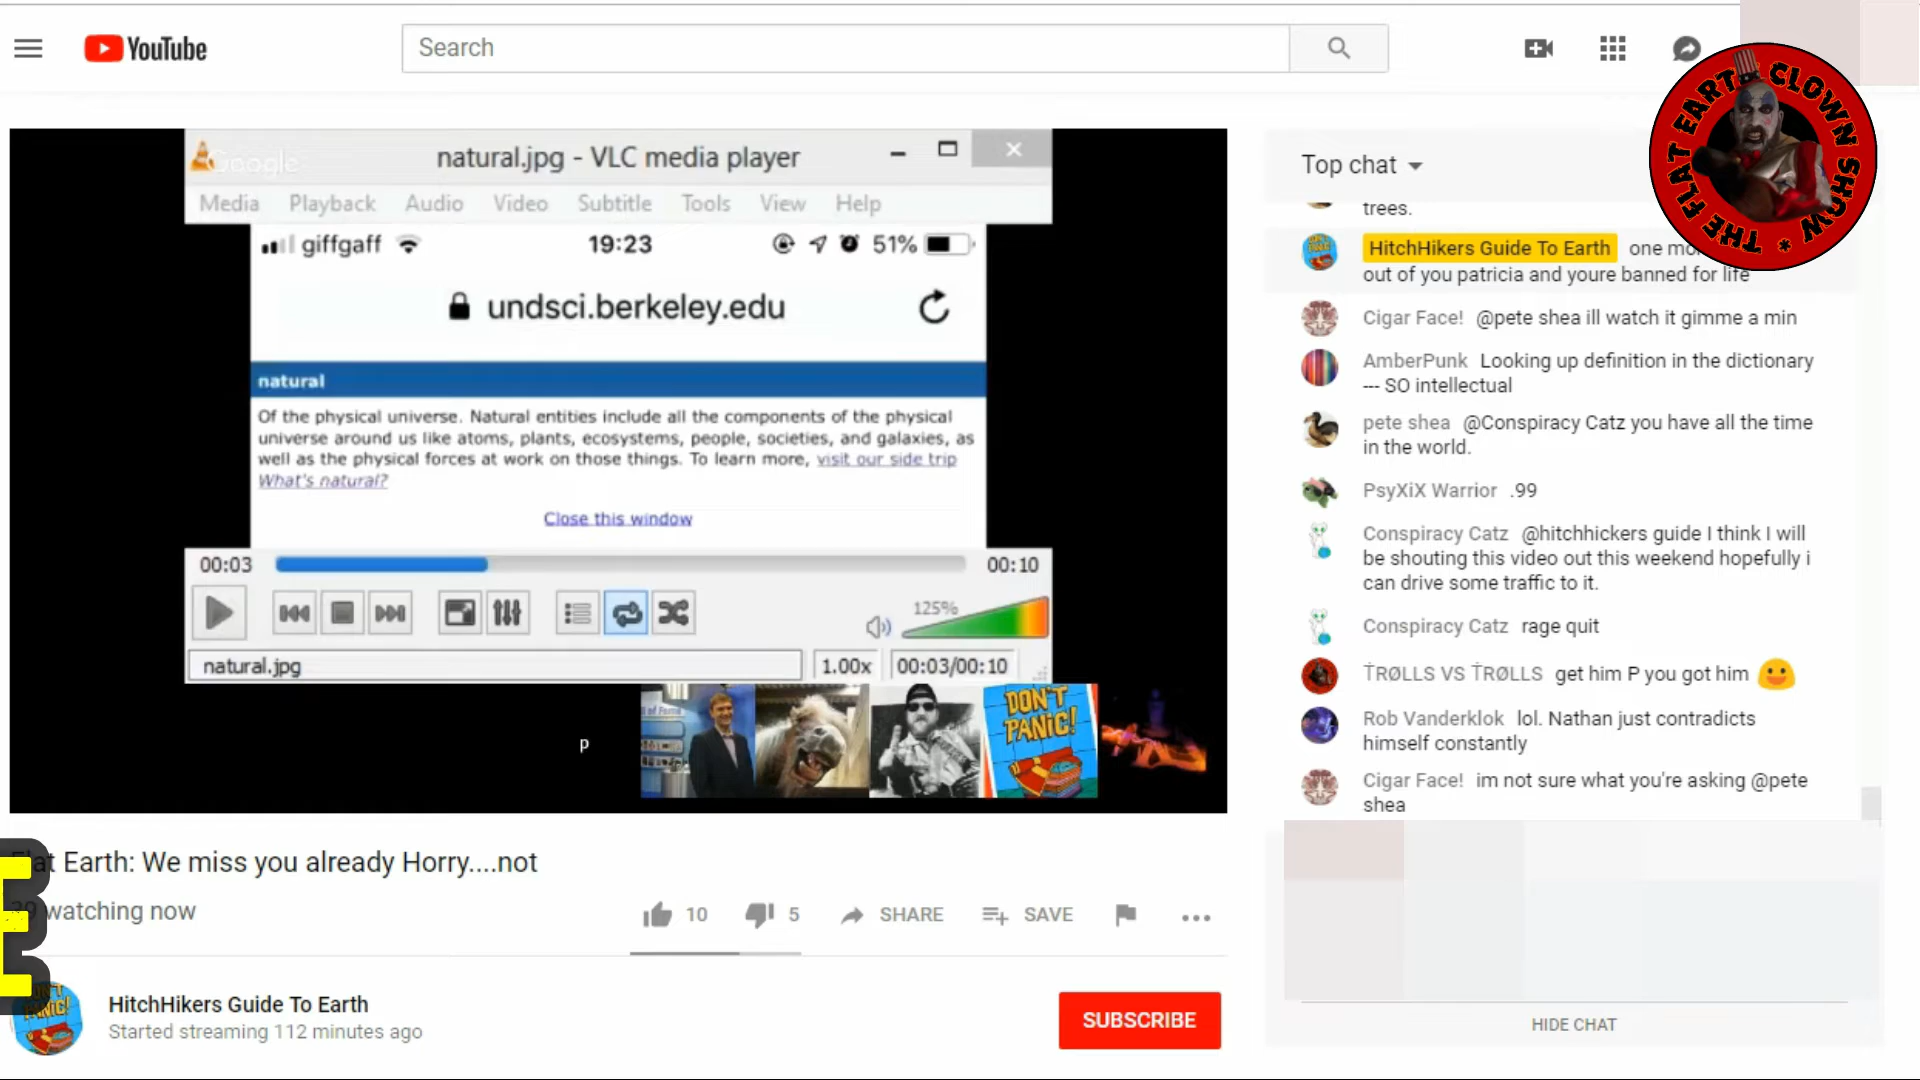 YouTube
Search
THE FLAT EARTH CLOWN SHOW *
Google
natural.jpg - VLC media player
Media Playback Audio Video Subtitle Tools View Help
giffgaff 19:23 51%
undsci.berkeley.edu
natural
Of the physical universe. Natural entities include all the components of the physical
universe around us like atoms, plants, ecosystems, people, societies, and galaxies, as
well as the physical forces at work on those things. To learn more, visit our side trip
What's natural?
Close this window
00:03 00:10
125%
natural.jpg 1.00x 00:03/00:10
p
DON'T
PANIC!
Top chat
trees.
HitchHikers Guide To Earth one
out of you patricia and youre banned for life
Cigar Face! @pete shea ill watch it gimme a min
AmberPunk Looking up definition in the dictionary
--- SO intellectual
pete shea @Conspiracy Catz you have all the time
in the world.
PsyXiX Warrior .99
Conspiracy Catz @hitchhickers guide I think I will
be shouting this video out this weekend hopefully i
can drive some traffic to it.
Conspiracy Catz rage quit
ṪRØLLS VS ṪRØLLS get him P you got him
Rob Vanderklok lol. Nathan just contradicts
himself constantly
Cigar Face! im not sure what you're asking @pete
shea
HIDE CHAT
Flat Earth: We miss you already Horry....not
39 watching now
10 5 SHARE SAVE
E
HitchHikers Guide To Earth
Started streaming 112 minutes ago
SUBSCRIBE